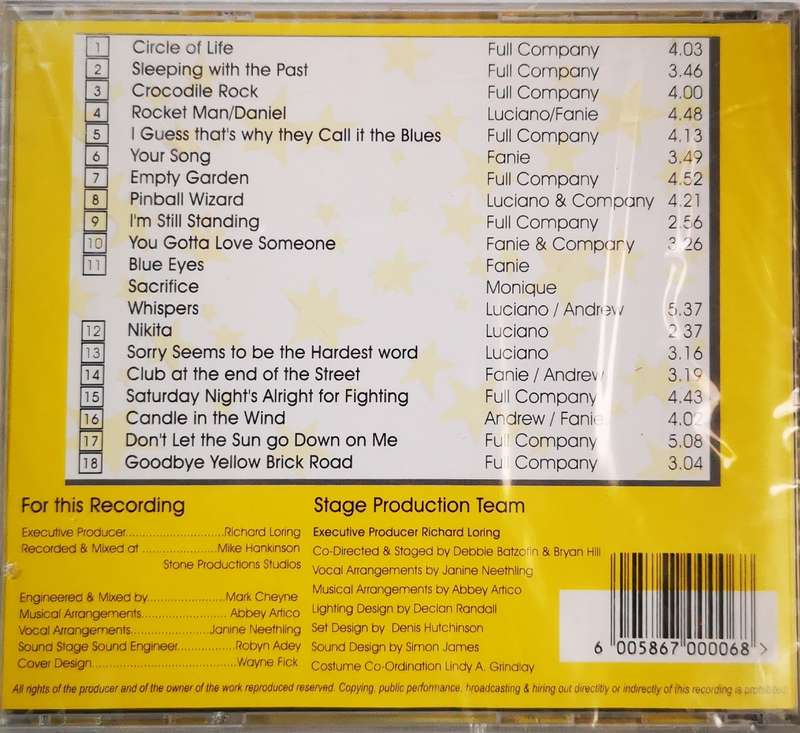 1 Circle of Life Full Company 4.03
2 Sleeping with the Past Full Company 3.46
3 Crocodile Rock Full Company 4.00
4 Rocket Man/Daniel Luciano/Fanie 4.48
5 I Guess that's why they Call it the Blues Full Company 4.13
6 Your Song Fanie 3.49
7 Empty Garden Full Company 4.52
8 Pinball Wizard Luciano & Company 4.21
9 I'm Still Standing Full Company 2.56
10 You Gotta Love Someone Fanie & Company 3.26
11 Blue Eyes Fanie
Sacrifice Monique
Whispers Luciano / Andrew 5.37
12 Nikita Luciano 2.37
13 Sorry Seems to be the Hardest word Luciano 3.16
14 Club at the end of the Street Fanie / Andrew 3.19
15 Saturday Night's Alright for Fighting Full Company 4.43
16 Candle in the Wind Andrew / Fanie 4.02
17 Don't Let the Sun go Down on Me Full Company 5.08
18 Goodbye Yellow Brick Road Full Company 3.04
For this Recording
Executive Producer........................Richard Loring
Recorded & Mixed at ..................Mike Hankinson
Stone Productions Studios
Engineered & Mixed by...................Mark Cheyne
Musical Arrangements.....................Abbey Artico
Vocal Arrangements...................Janine Neethling
Sound Stage Sound Engineer.............Robyn Adey
Cover Design................................Wayne Fick
Stage Production Team
Executive Producer Richard Loring
Co-Directed & Staged by Debbie Batzofin & Bryan Hill
Vocal Arrangements by Janine Neethling
Musical Arrangements by Abbey Artico
Lighting Design by Declan Randall
Set Design by Denis Hutchinson
Sound Design by Simon James
Costume Co-Ordination Lindy A. Grindlay
6 005867 000068 >
All rights of the producer and of the owner of the work reproduced reserved. Copying, public performance, broadcasting & hiring out directitly or indirectly of this recording is prohibited